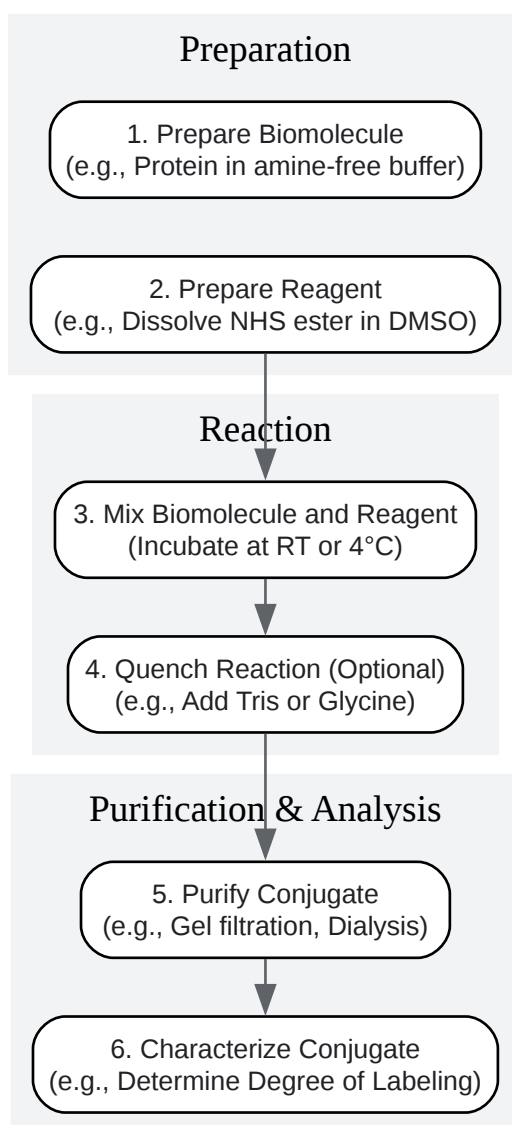 Preparation
1. Prepare Biomolecule
(e.g., Protein in amine-free buffer)
2. Prepare Reagent
(e.g., Dissolve NHS ester in DMSO)
Reaction
3. Mix Biomolecule and Reagent
(Incubate at RT or 4°C)
4. Quench Reaction (Optional)
(e.g., Add Tris or Glycine)
Purification & Analysis
5. Purify Conjugate
(e.g., Gel filtration, Dialysis)
6. Characterize Conjugate
(e.g., Determine Degree of Labeling)